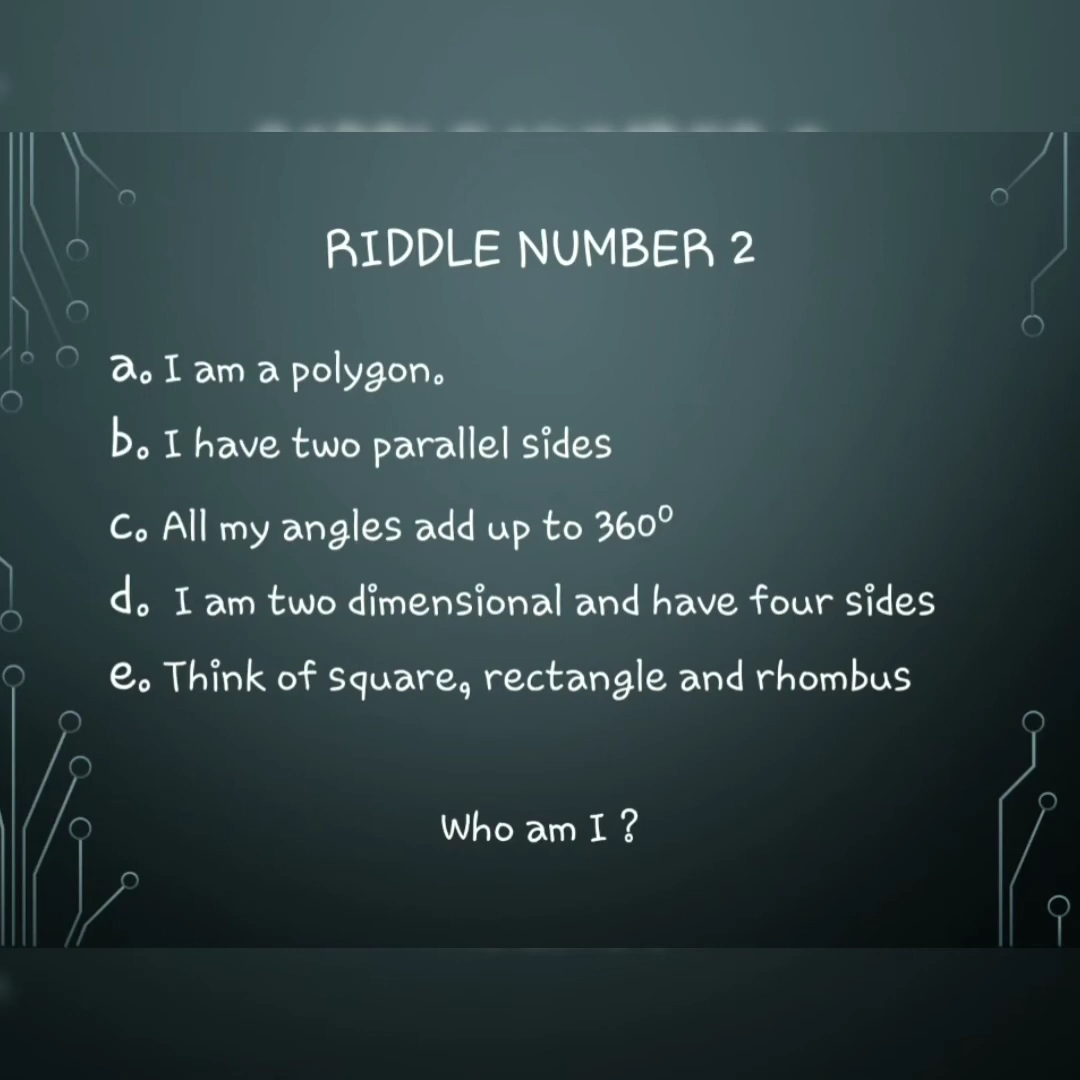 RIDDLE NUMBER 2
a. I am a polygon.
b. I have two parallel sides
c. All my angles add up to 360°
d. I am two dimensional and have four sides
e. Think of square, rectangle and rhombus
Who am I ?